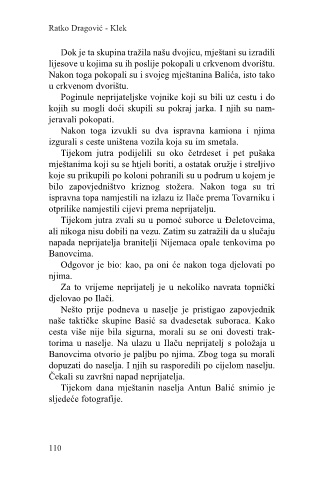 Ratko Dragović - Klek
Dok je ta skupina tražila našu dvojicu, mještani su izradili
lijesove u kojima su ih poslije pokopali u crkvenom dvorištu.
Nakon toga pokopali su i svojeg mještanina Balića, isto tako
u crkvenom dvorištu.
Poginule neprijateljske vojnike koji su bili uz cestu i do
kojih su mogli doći skupili su pokraj jarka. I njih su nam-
jeravali pokopati.
Nakon toga izvukli su dva ispravna kamiona i njima
izgurali s ceste uništena vozila koja su im smetala.
Tijekom jutra podijelili su oko četrdeset i pet pušaka
mještanima koji su se htjeli boriti, a ostatak oružje i streljivo
koje su prikupili po koloni pohranili su u podrum u kojem je
bilo zapovjedništvo kriznog stožera. Nakon toga su tri
ispravna topa namjestili na izlazu iz Ilače prema Tovarniku i
otprilike namjestili cijevi prema neprijatelju.
Tijekom jutra zvali su u pomoć suborce u Đeletovcima,
ali nikoga nisu dobili na vezu. Zatim su zatražili da u slučaju
napada neprijatelja branitelji Nijemaca opale tenkovima po
Banovcima.
Odgovor je bio: kao, pa oni će nakon toga djelovati po
njima.
Za to vrijeme neprijatelj je u nekoliko navrata topnički
djelovao po Ilači.
Nešto prije podneva u naselje je pristigao zapovjednik
naše taktičke skupine Basić sa dvadesetak suboraca. Kako
cesta više nije bila sigurna, morali su se oni dovesti trak-
torima u naselje. Na ulazu u Ilaču neprijatelj s položaja u
Banovcima otvorio je paljbu po njima. Zbog toga su morali
dopuzati do naselja. I njih su rasporedili po cijelom naselju.
Čekali su završni napad neprijatelja.
Tijekom dana mještanin naselja Antun Balić snimio je
sljedeće fotografije.
110